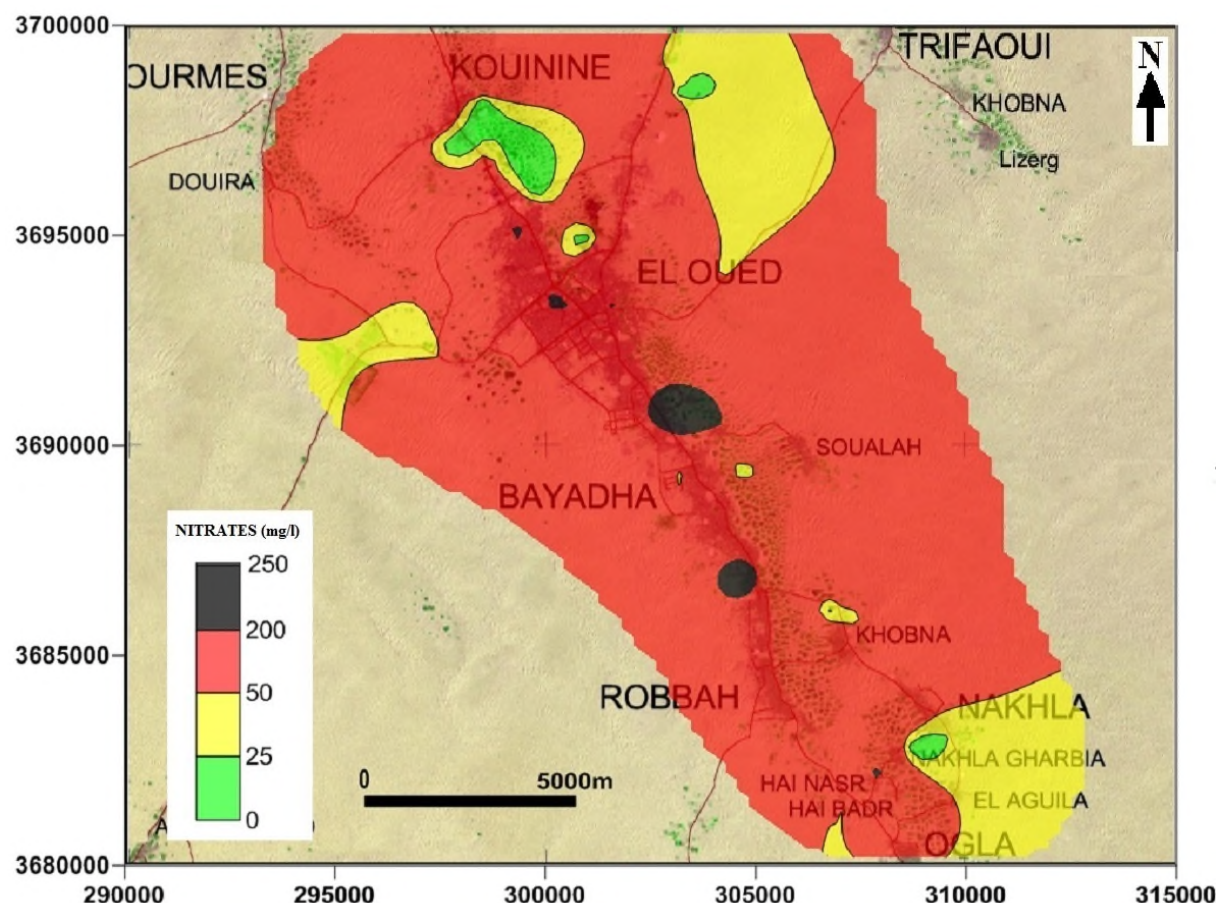 3700000
KOUININE
TRIFAOUI
N
OURMES
KHOBNA
Lizerg
DOUIRA
3695000
EL OUED
3690000
SOUALAH
BAYADHA
NITRATES (mg/l)
250
200
50
25
0
KHOBNA
3685000
ROBBAH
NAKHLA
NAKHLA GHARBIA
0 5000m
HAI NASR
EL AGUILA
HAI BADR
OGLA
3680000
290000 295000 300000 305000 310000 315000